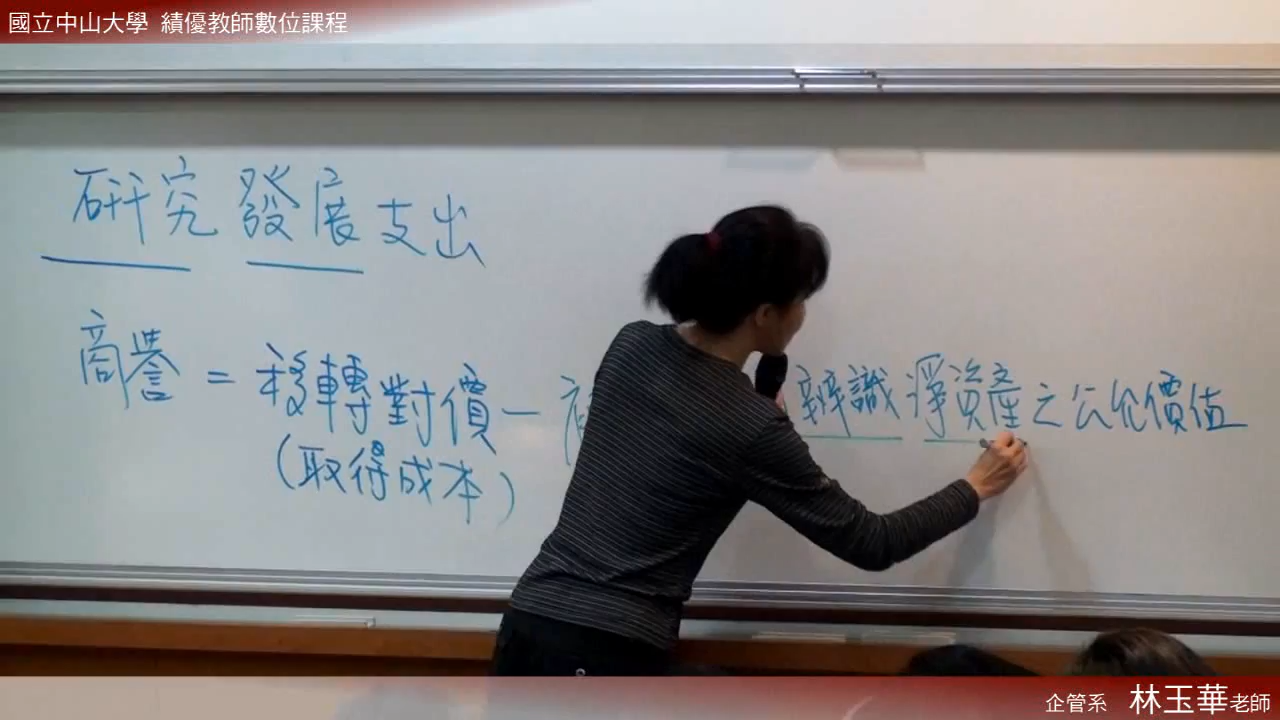 國立中山大學 績優教師數位課程
研究發展支出
商譽 = 移轉對價 - 辨識淨資產之公允價值
(取得成本)
企管系 林玉華老師